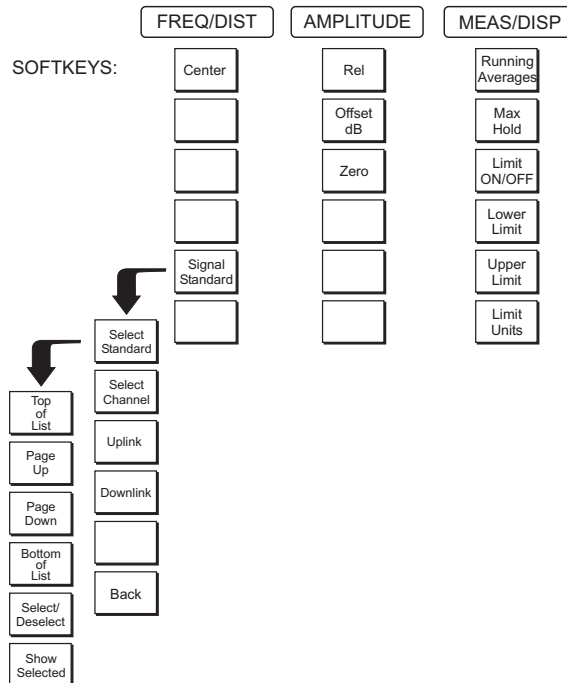 FREQ/DIST
AMPLITUDE
MEAS/DISP
SOFTKEYS:
Center
Signal
Standard
Rel
Offset
dB
Zero
Running
Averages
Max
Hold
Limit
ON/OFF
Lower
Limit
Upper
Limit
Limit
Units
Select
Standard
Select
Channel
Uplink
Downlink
Back
Top
of
List
Page
Up
Page
Down
Bottom
of
List
Select/
Deselect
Show
Selected